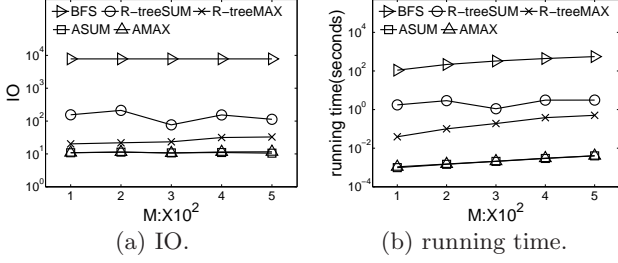 BFS R-treeSUM R-treeMAX
ASUM AMAX
IO
10^4
10^3
10^2
10^1
10^0
1 2 3 4 5
M:X10^2
(a) IO.
BFS R-treeSUM R-treeMAX
ASUM AMAX
running time(seconds)
10^4
10^2
10^0
10^-2
10^-4
1 2 3 4 5
M:X10^2
(b) running time.